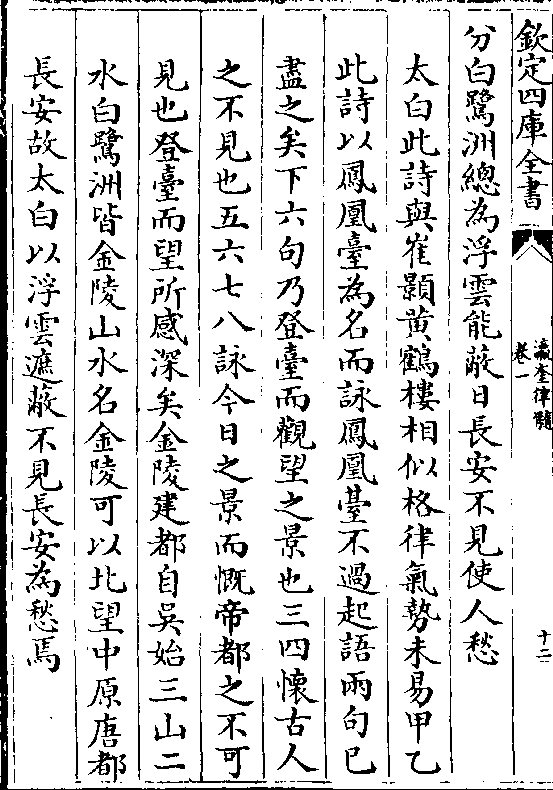 欽定四庫全書
瀛奎律髓
卷一
十二
分白鷺洲總為浮雲能蔽日長安不見使人愁
太白此詩與崔顥黃鶴樓相似格律氣勢未易甲乙
此詩以鳳凰臺為名而詠鳳凰臺不過起語兩句已
盡之矣下六句乃登臺而觀望之景也三四懷古人
之不見也五六七八詠今日之景而慨帝都之不可
見也登臺而望所感深矣金陵建都自吳始三山二
水白鷺洲皆金陵山水名金陵可以北望中原唐都
長安故太白以浮雲遮蔽不見長安為愁焉